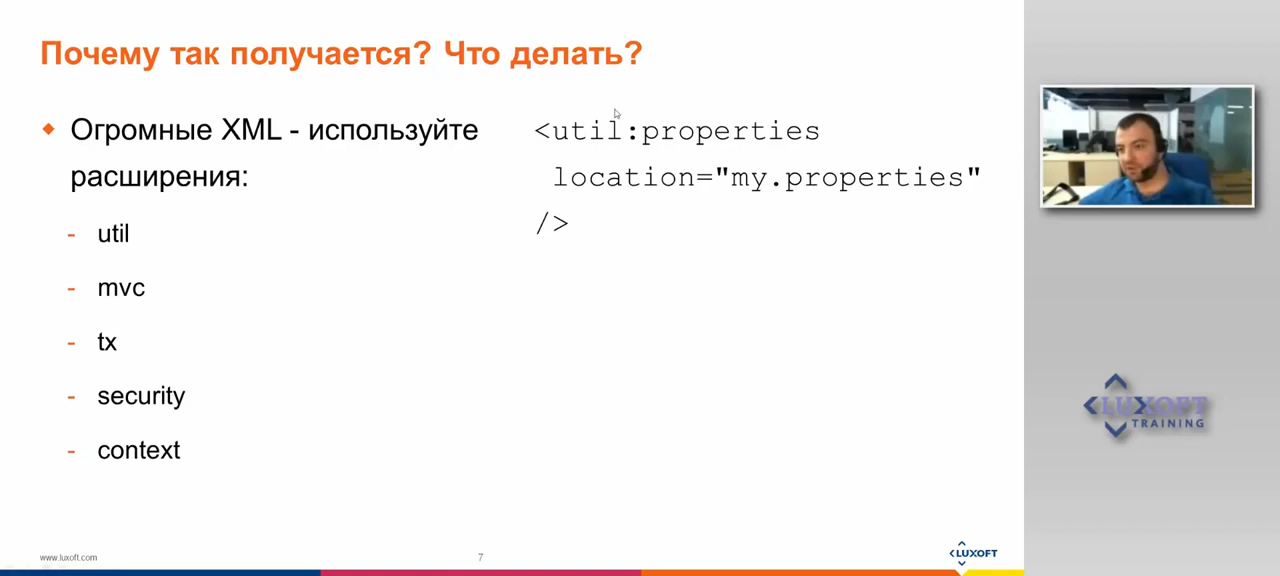 Почему так получается? Что делать?
Огромные XML - используйте
расширения:
- util
- mvc
- tx
- security
- context
<util:properties
location="my.properties"
/>
LUXOFT
TRAINING
www.luxoft.com
7
LUXOFT